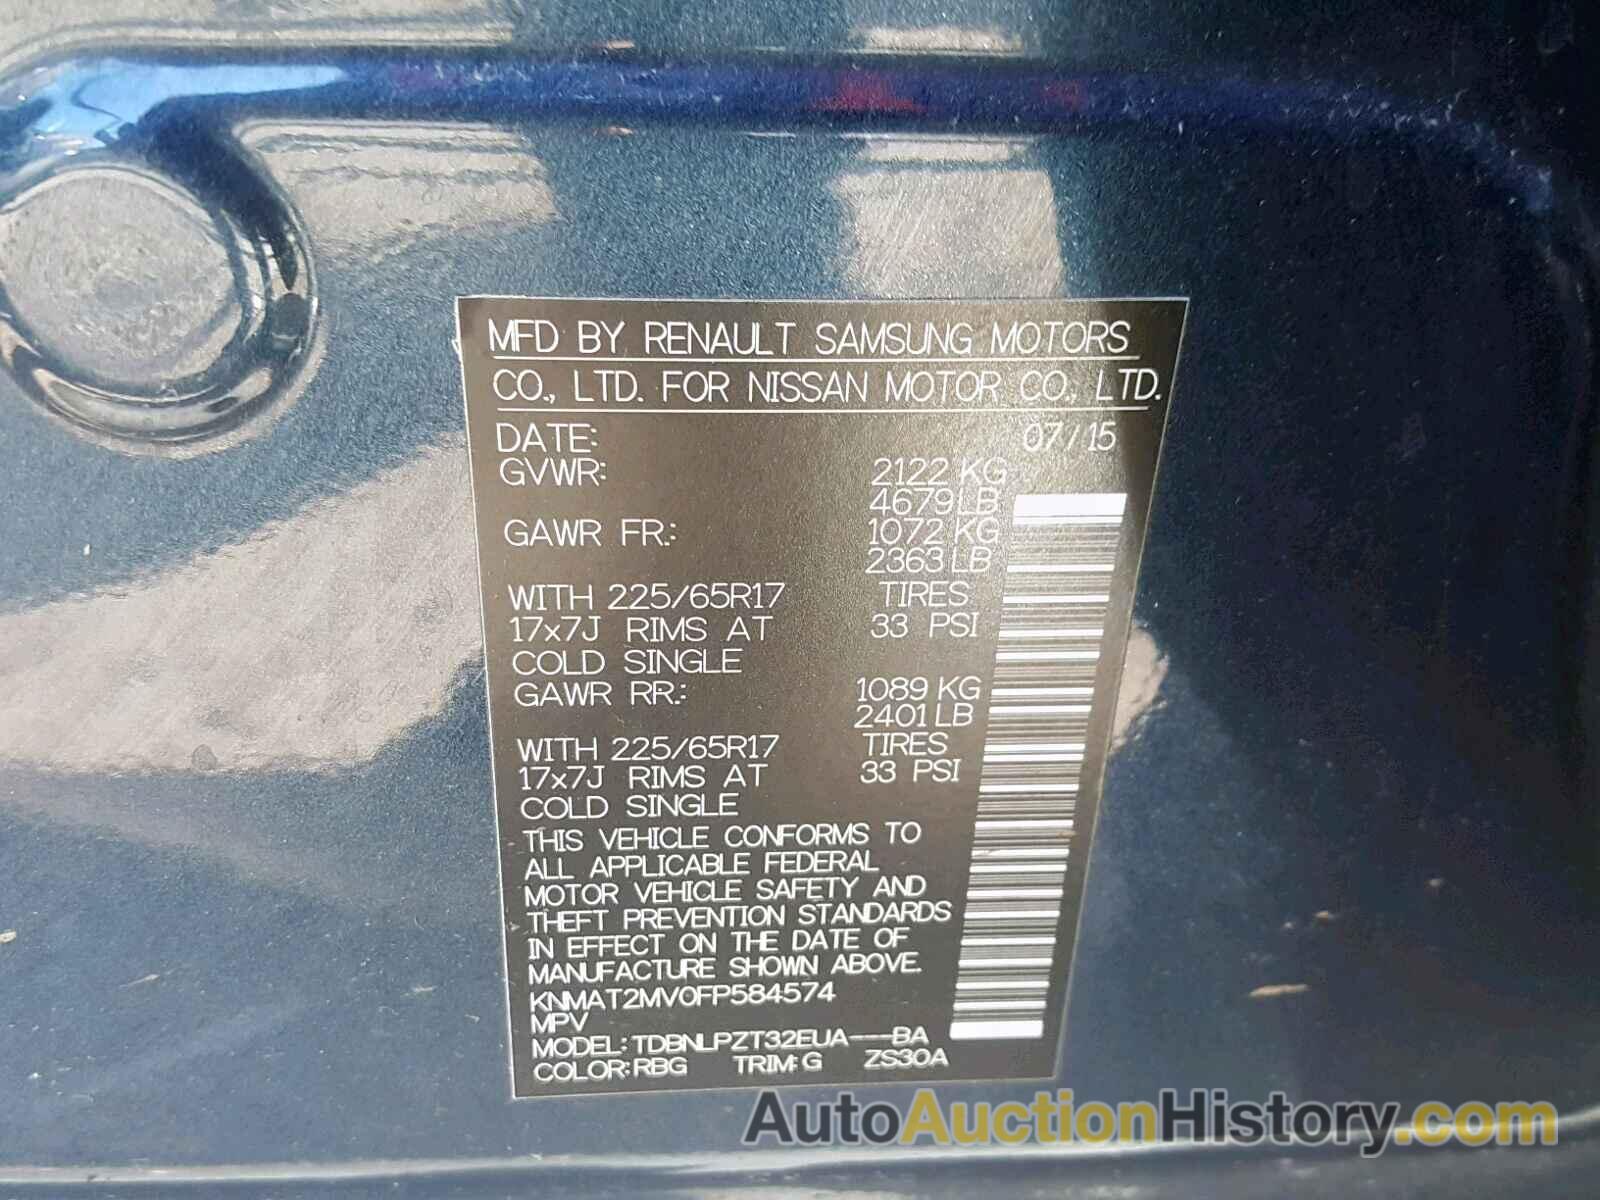 MFD BY RENAULT SAMSUNG MOTORS
CO., LTD. FOR NISSAN MOTOR CO., LTD.
DATE: 07/15
GVWR: 2122 KG
4679 LB
GAWR FR.: 1072 KG
2363 LB
WITH 225/65R17 TIRES
17x7J RIMS AT 33 PSI
COLD SINGLE
GAWR RR.: 1089 KG
2401 LB
WITH 225/65R17 TIRES
17x7J RIMS AT 33 PSI
COLD SINGLE
THIS VEHICLE CONFORMS TO
ALL APPLICABLE FEDERAL
MOTOR VEHICLE SAFETY AND
THEFT PREVENTION STANDARDS
IN EFFECT ON THE DATE OF
MANUFACTURE SHOWN ABOVE.
KNMAT2MV0FP584574
MPV
MODEL: TDBNLPZT32EUA---BA
COLOR: RBG TRIM: G ZS30A
AutoAuctionHistory.com